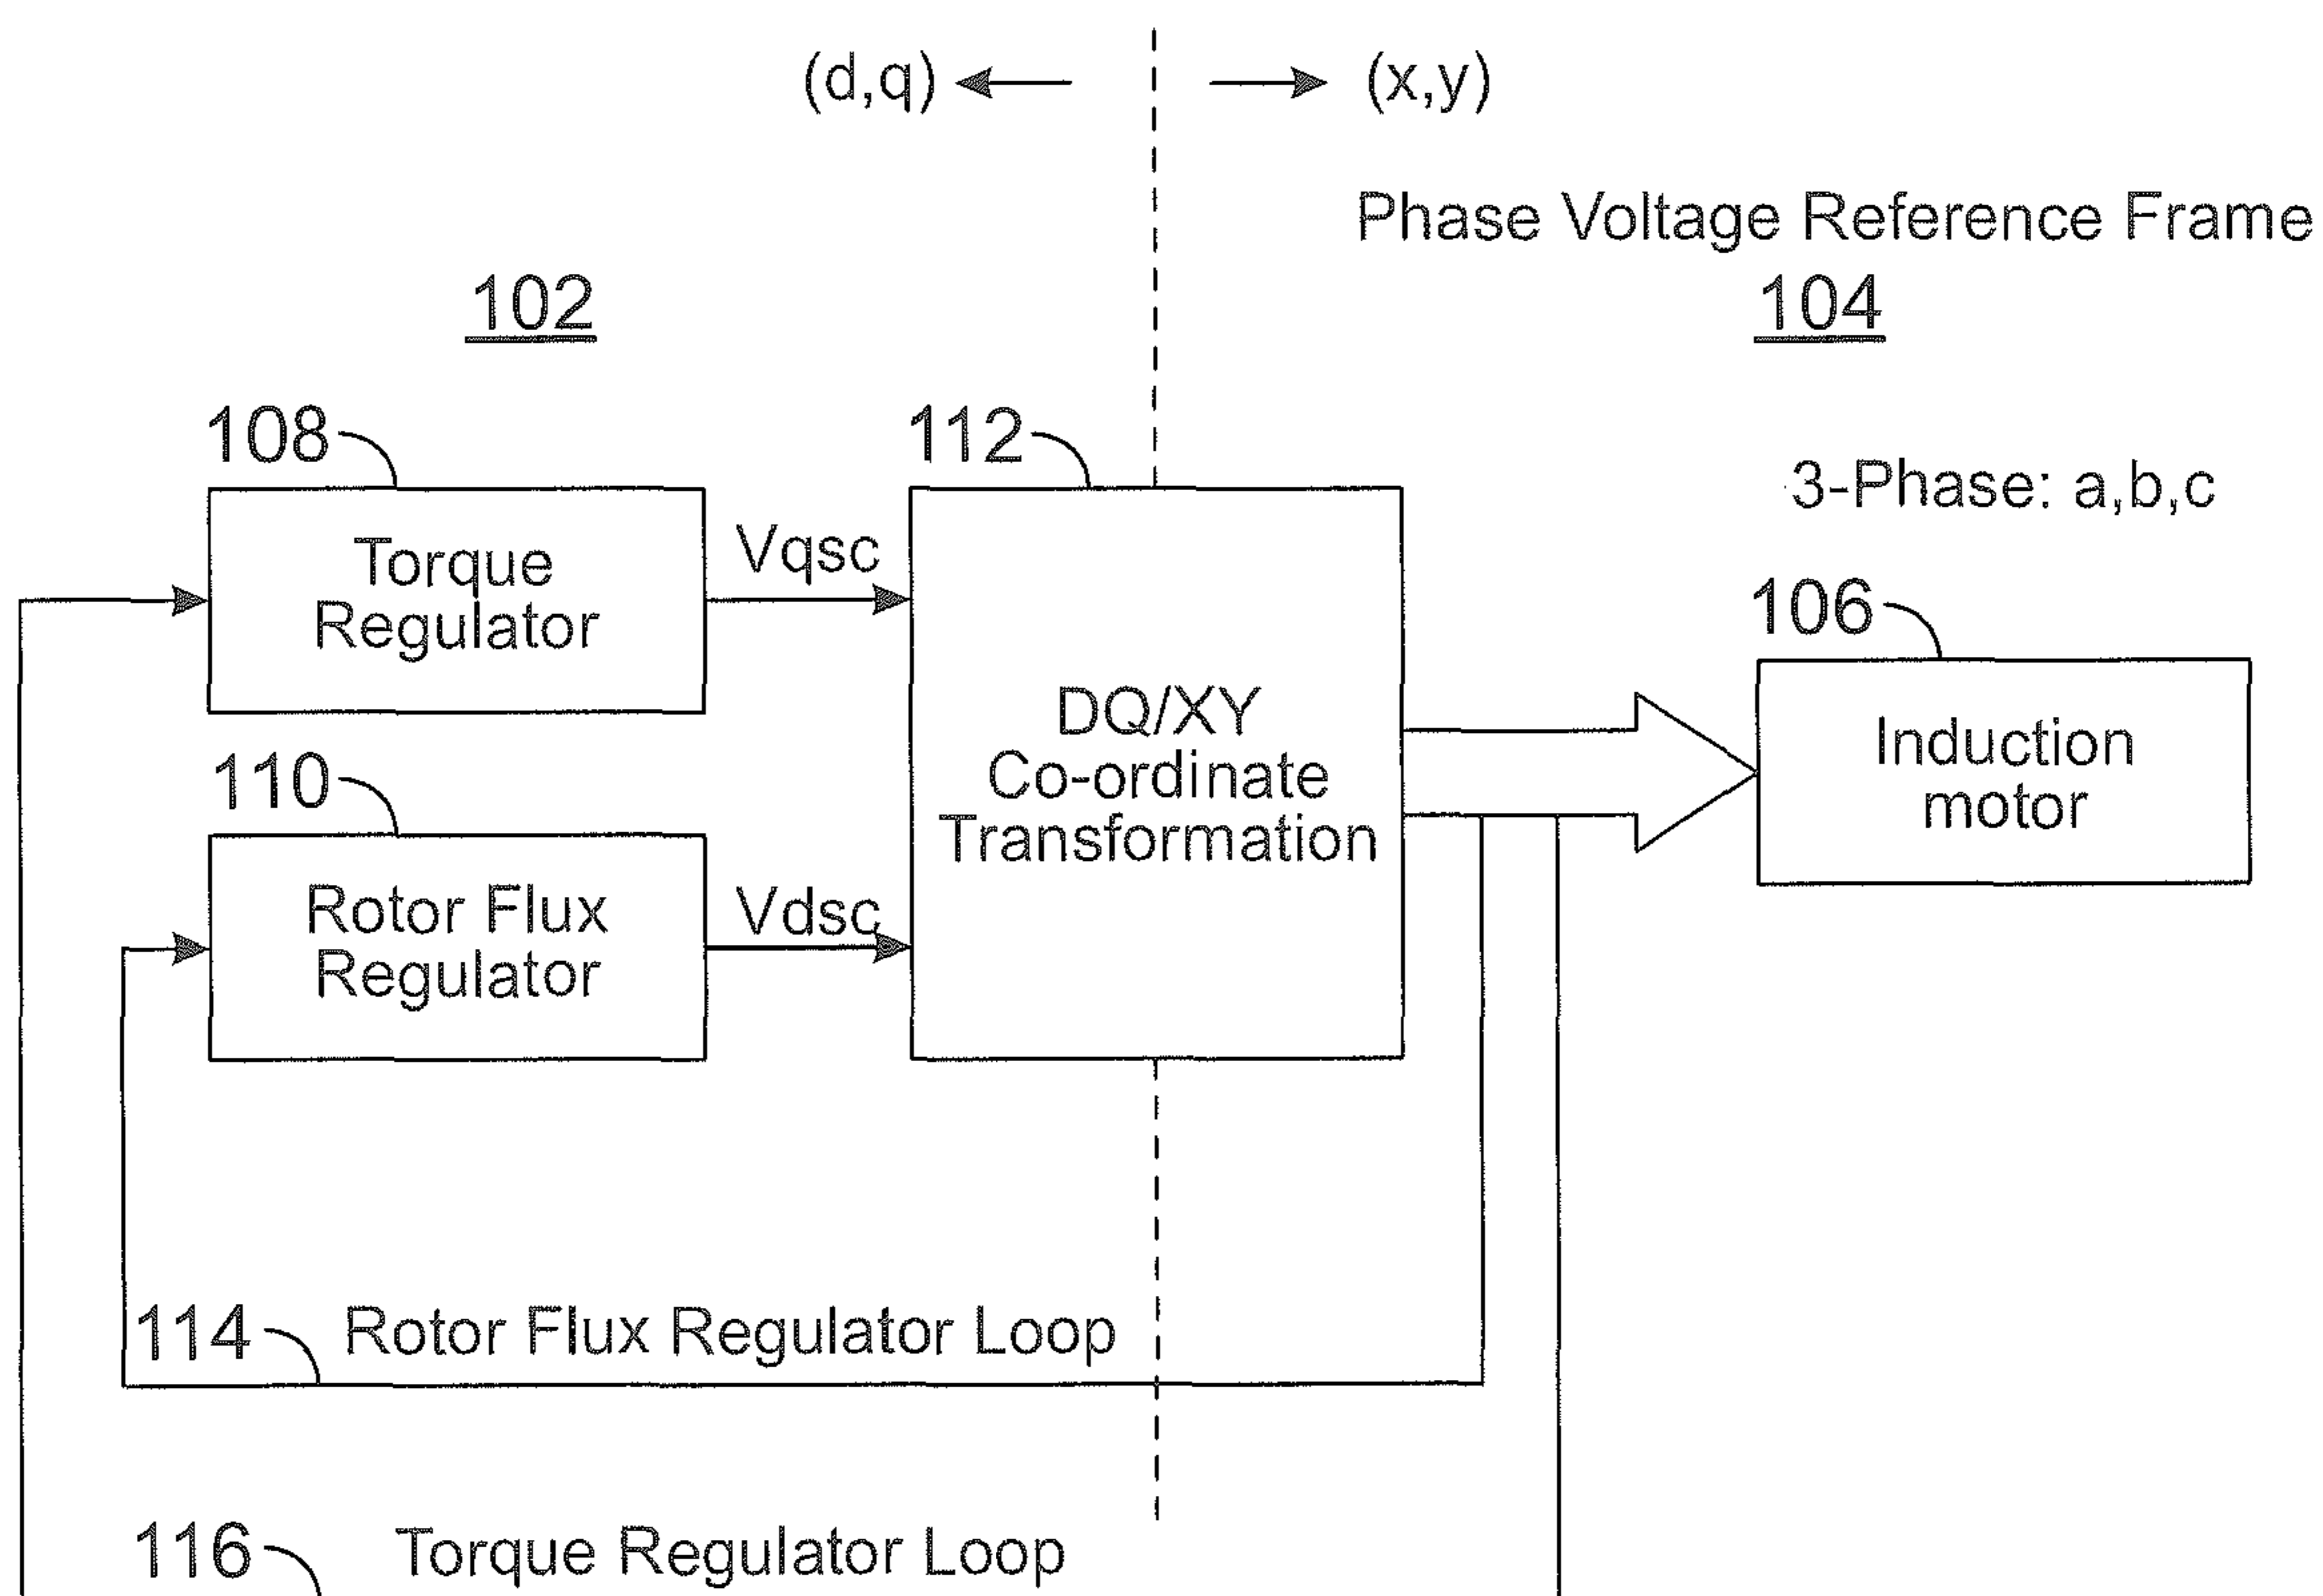 (d,q)
(x,y)
Phase Voltage Reference Frame
102
104
108
112
3-Phase: a,b,c
Torque
Regulator
Vqsc
106
110
DQ/XY
Co-ordinate
Transformation
Induction
motor
Rotor Flux
Regulator
Vdsc
114
Rotor Flux Regulator Loop
116
Torque Regulator Loop